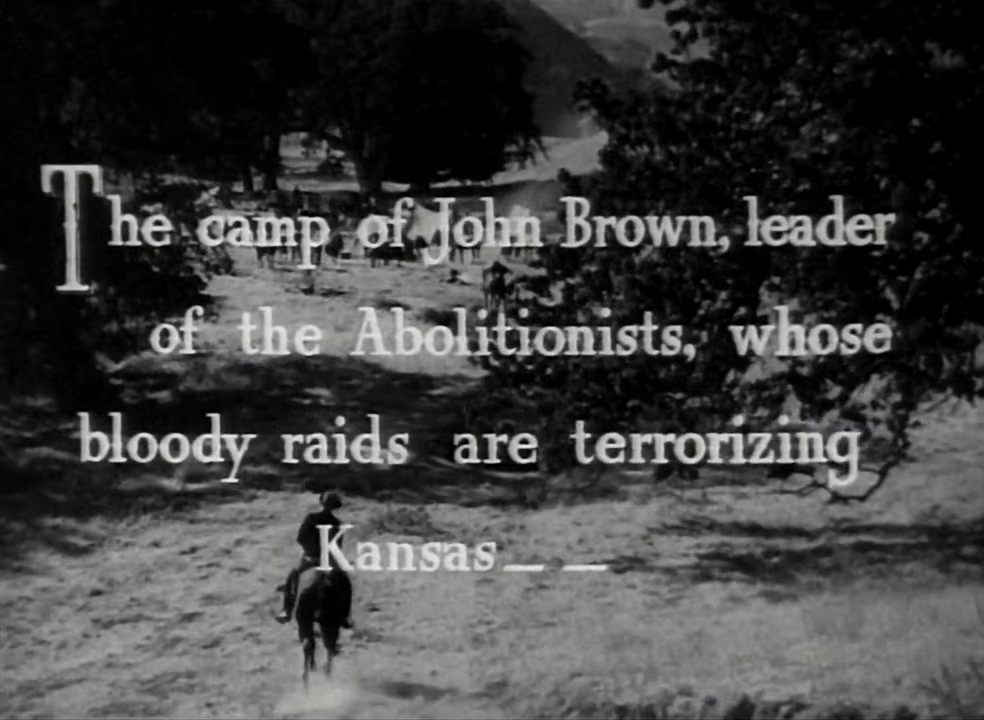 The camp of John Brown, leader
of the Abolitionists, whose
bloody raids are terrorizing
Kansas_ _